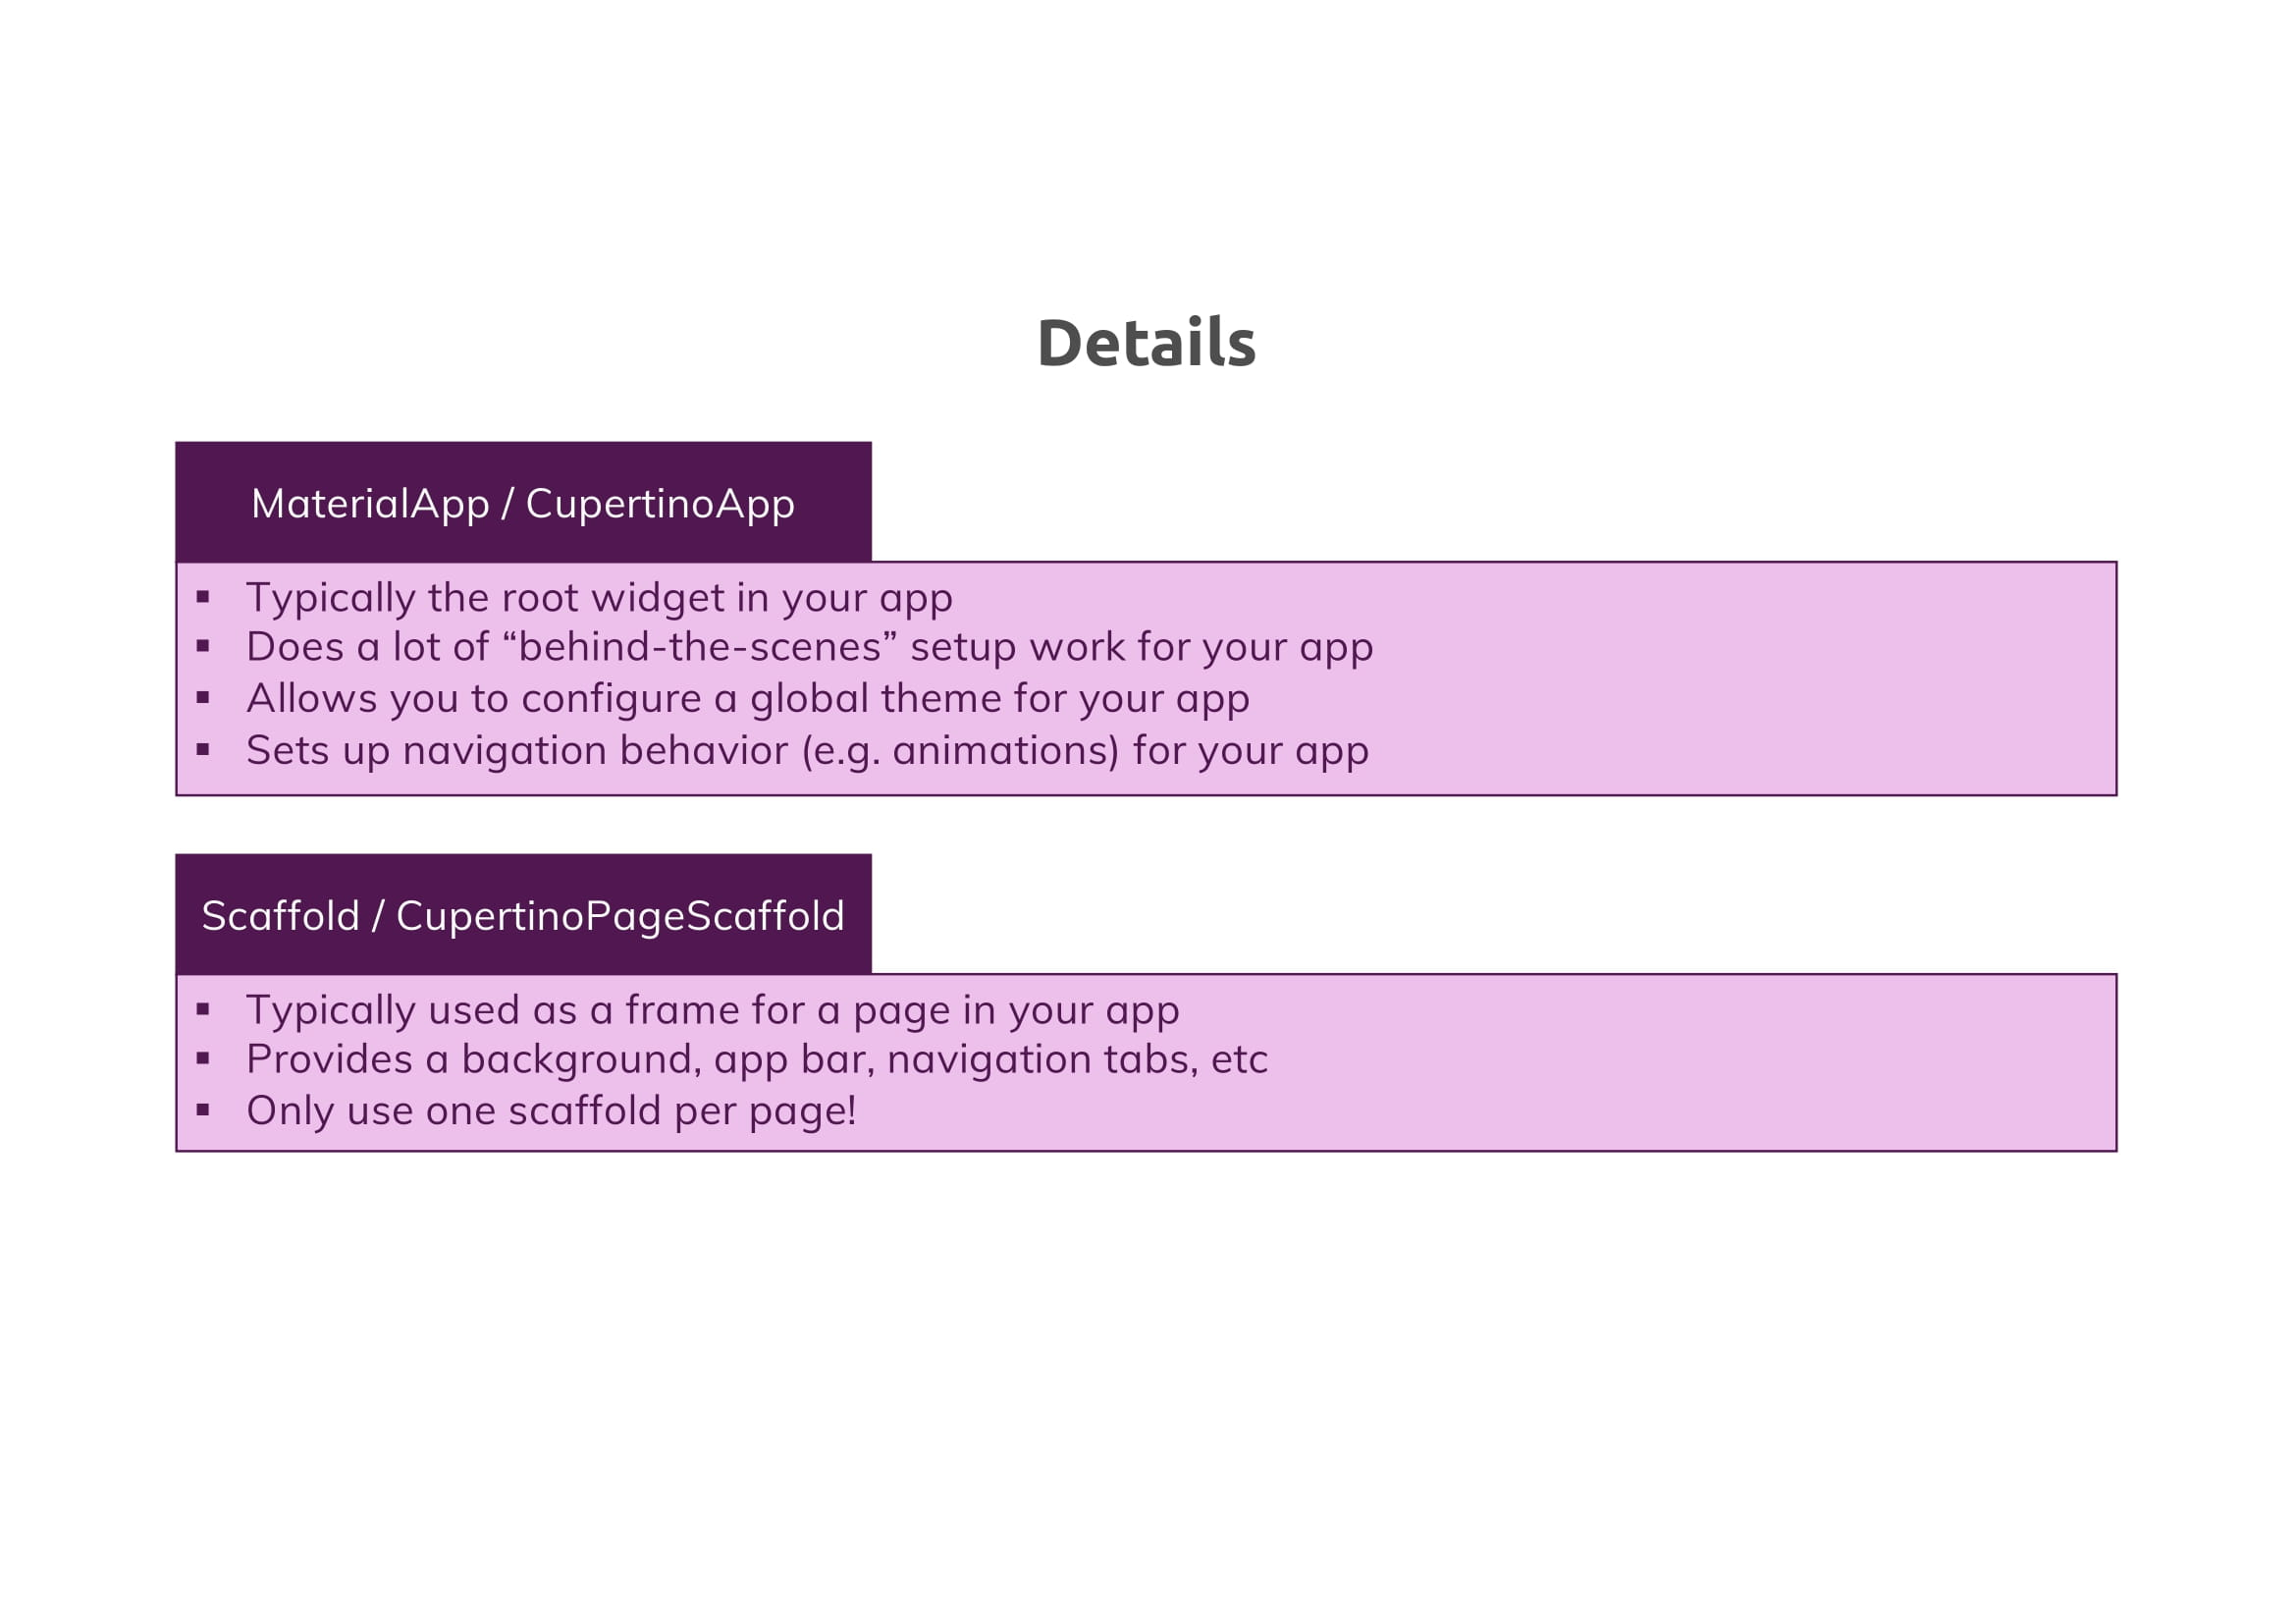 Details
MaterialApp / CupertinoApp
▪ Typically the root widget in your app
▪ Does a lot of “behind-the-scenes” setup work for your app
▪ Allows you to configure a global theme for your app
▪ Sets up navigation behavior (e.g. animations) for your app
Scaffold / CupertinoPageScaffold
▪ Typically used as a frame for a page in your app
▪ Provides a background, app bar, navigation tabs, etc
▪ Only use one scaffold per page!